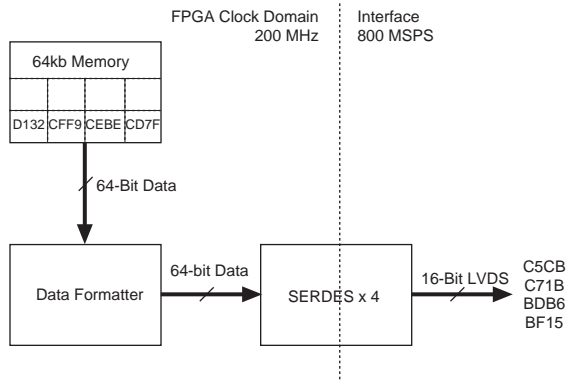 FPGA Clock Domain
200 MHz
Interface
800 MSPS
64kb Memory
D132 CFF9 CEBE CD7F
64-Bit Data
Data Formatter
64-bit Data
SERDES x 4
16-Bit LVDS
C5CB
C71B
BDB6
BF15